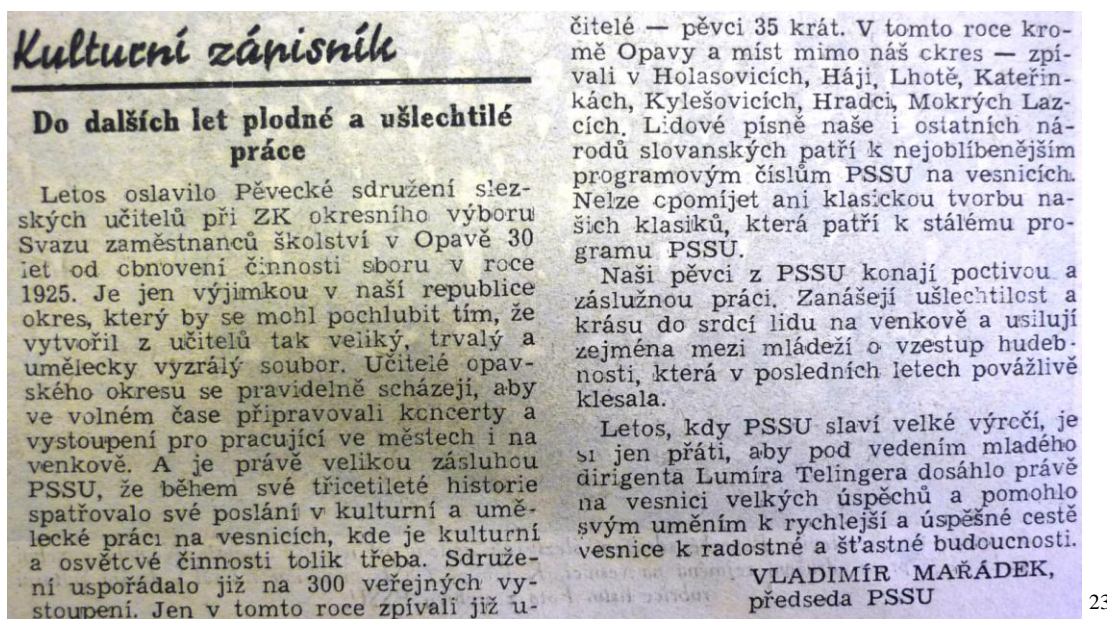 Kulturní zápisník
Do dalších let plodné a ušlechtilé
práce
Letos oslavilo Pěvecké sdružení slez-
ských učitelů při ZK okresního výboru
Svazu zaměstnanců školství v Opavě 30
let od obnovení činnosti sboru v roce
1925. Je jen výjimkou v naší republice
okres, který by se mohl pochlubit tím, že
vytvořil z učitelů tak veliký, trvalý a
umělecky vyzrálý soubor. Učitelé opav-
ského okresu se pravidelně scházejí, aby
ve volném čase připravovali koncerty a
vystoupení pro pracující ve městech i na
venkově. A je právě velikou zásluhou
PSSU, že během své třicetileté historie
spatřovalo své poslání v kulturní a umě-
lecké práci na vesnicích, kde je kulturní
a osvětové činnosti tolik třeba. Sdruže-
ní uspořádalo již na 300 veřejných vy-
stoupení. Jen v tomto roce zpívali již u-
čitelé — pěvci 35 krát. V tomto roce kro-
mě Opavy a míst mimo náš ckres — zpí-
vali v Holasovicích, Háji, Lhotě, Kateřin-
kách, Kylešovicích, Hradci, Mokrých Laz-
cích. Lidové písně naše i ostatních ná-
rodů slovanských patří k nejoblíbenějším
programovým číslům PSSU na vesnicích.
Nelze cpomíjet ani klasickou tvorbu na-
šich klasiků, která patří k stálému pro-
gramu PSSU.
Naši pěvci z PSSU konají poctivou a
záslužnou práci. Zanášejí ušlechtilost a
krásu do srdcí lidu na venkově a usilují
zejména mezi mládeží o vzestup hudeb-
nosti, která v posledních letech povážlivě
klesala.
Letos, kdy PSSU slaví velké výročí, je
si jen přáti, aby pod vedením mladého
dirigenta Lumíra Telingera dosáhlo právě
na vesnici velkých úspěchů a pomohlo
svým uměním k rychlejší a úspěšné cestě
vesnice k radostné a šťastné budoucnosti.
VLADIMÍR MAŘÁDEK,
předseda PSSU
23